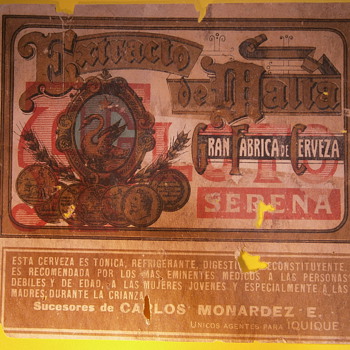 Extracto
de Malta
Gran Fabrica de Cerveza
SERENA
ESTA CERVEZA ES TONICA, REFRIGERANTE, DIGESTIVA, RECONSTITUYENTE,
ES RECOMENDADA POR LOS MAS EMINENTES MÉDICOS A LAS PERSONAS
DEBILES Y DE EDAD, A LAS MUJERES JOVENES Y ESPECIALMENTE A LAS
MADRES, DURANTE LA CRIANZA
Sucesores de CARLOS MONARDEZ E.
UNICOS AGENTES PARA IQUIQUE